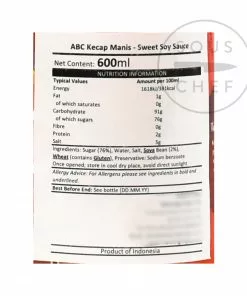 SOUS
CHEF
ABC Kecap Manis - Sweet Soy Sauce
Net Content: 600ml
NUTRITION INFORMATION
Typical Values Amount per 100ml
Energy 1618kJ/381kcal
Fat 1g
of which saturates 0g
Carbohydrate 91g
of which sugars 76g
Fibre 0g
Protein 2g
Salt 5g
Ingredients: Sugar (76%), Water, Salt, Soya Bean (2%),
Wheat (contains Gluten), Preservative: Sodium benzoate
Once opened, store in cool dry place, avoid direct sunlight
Allergy Advice: For Allergens please see ingredients in bold and
underlined.
Best Before End: See bottle (DD.MM.YY)
Product of Indonesia